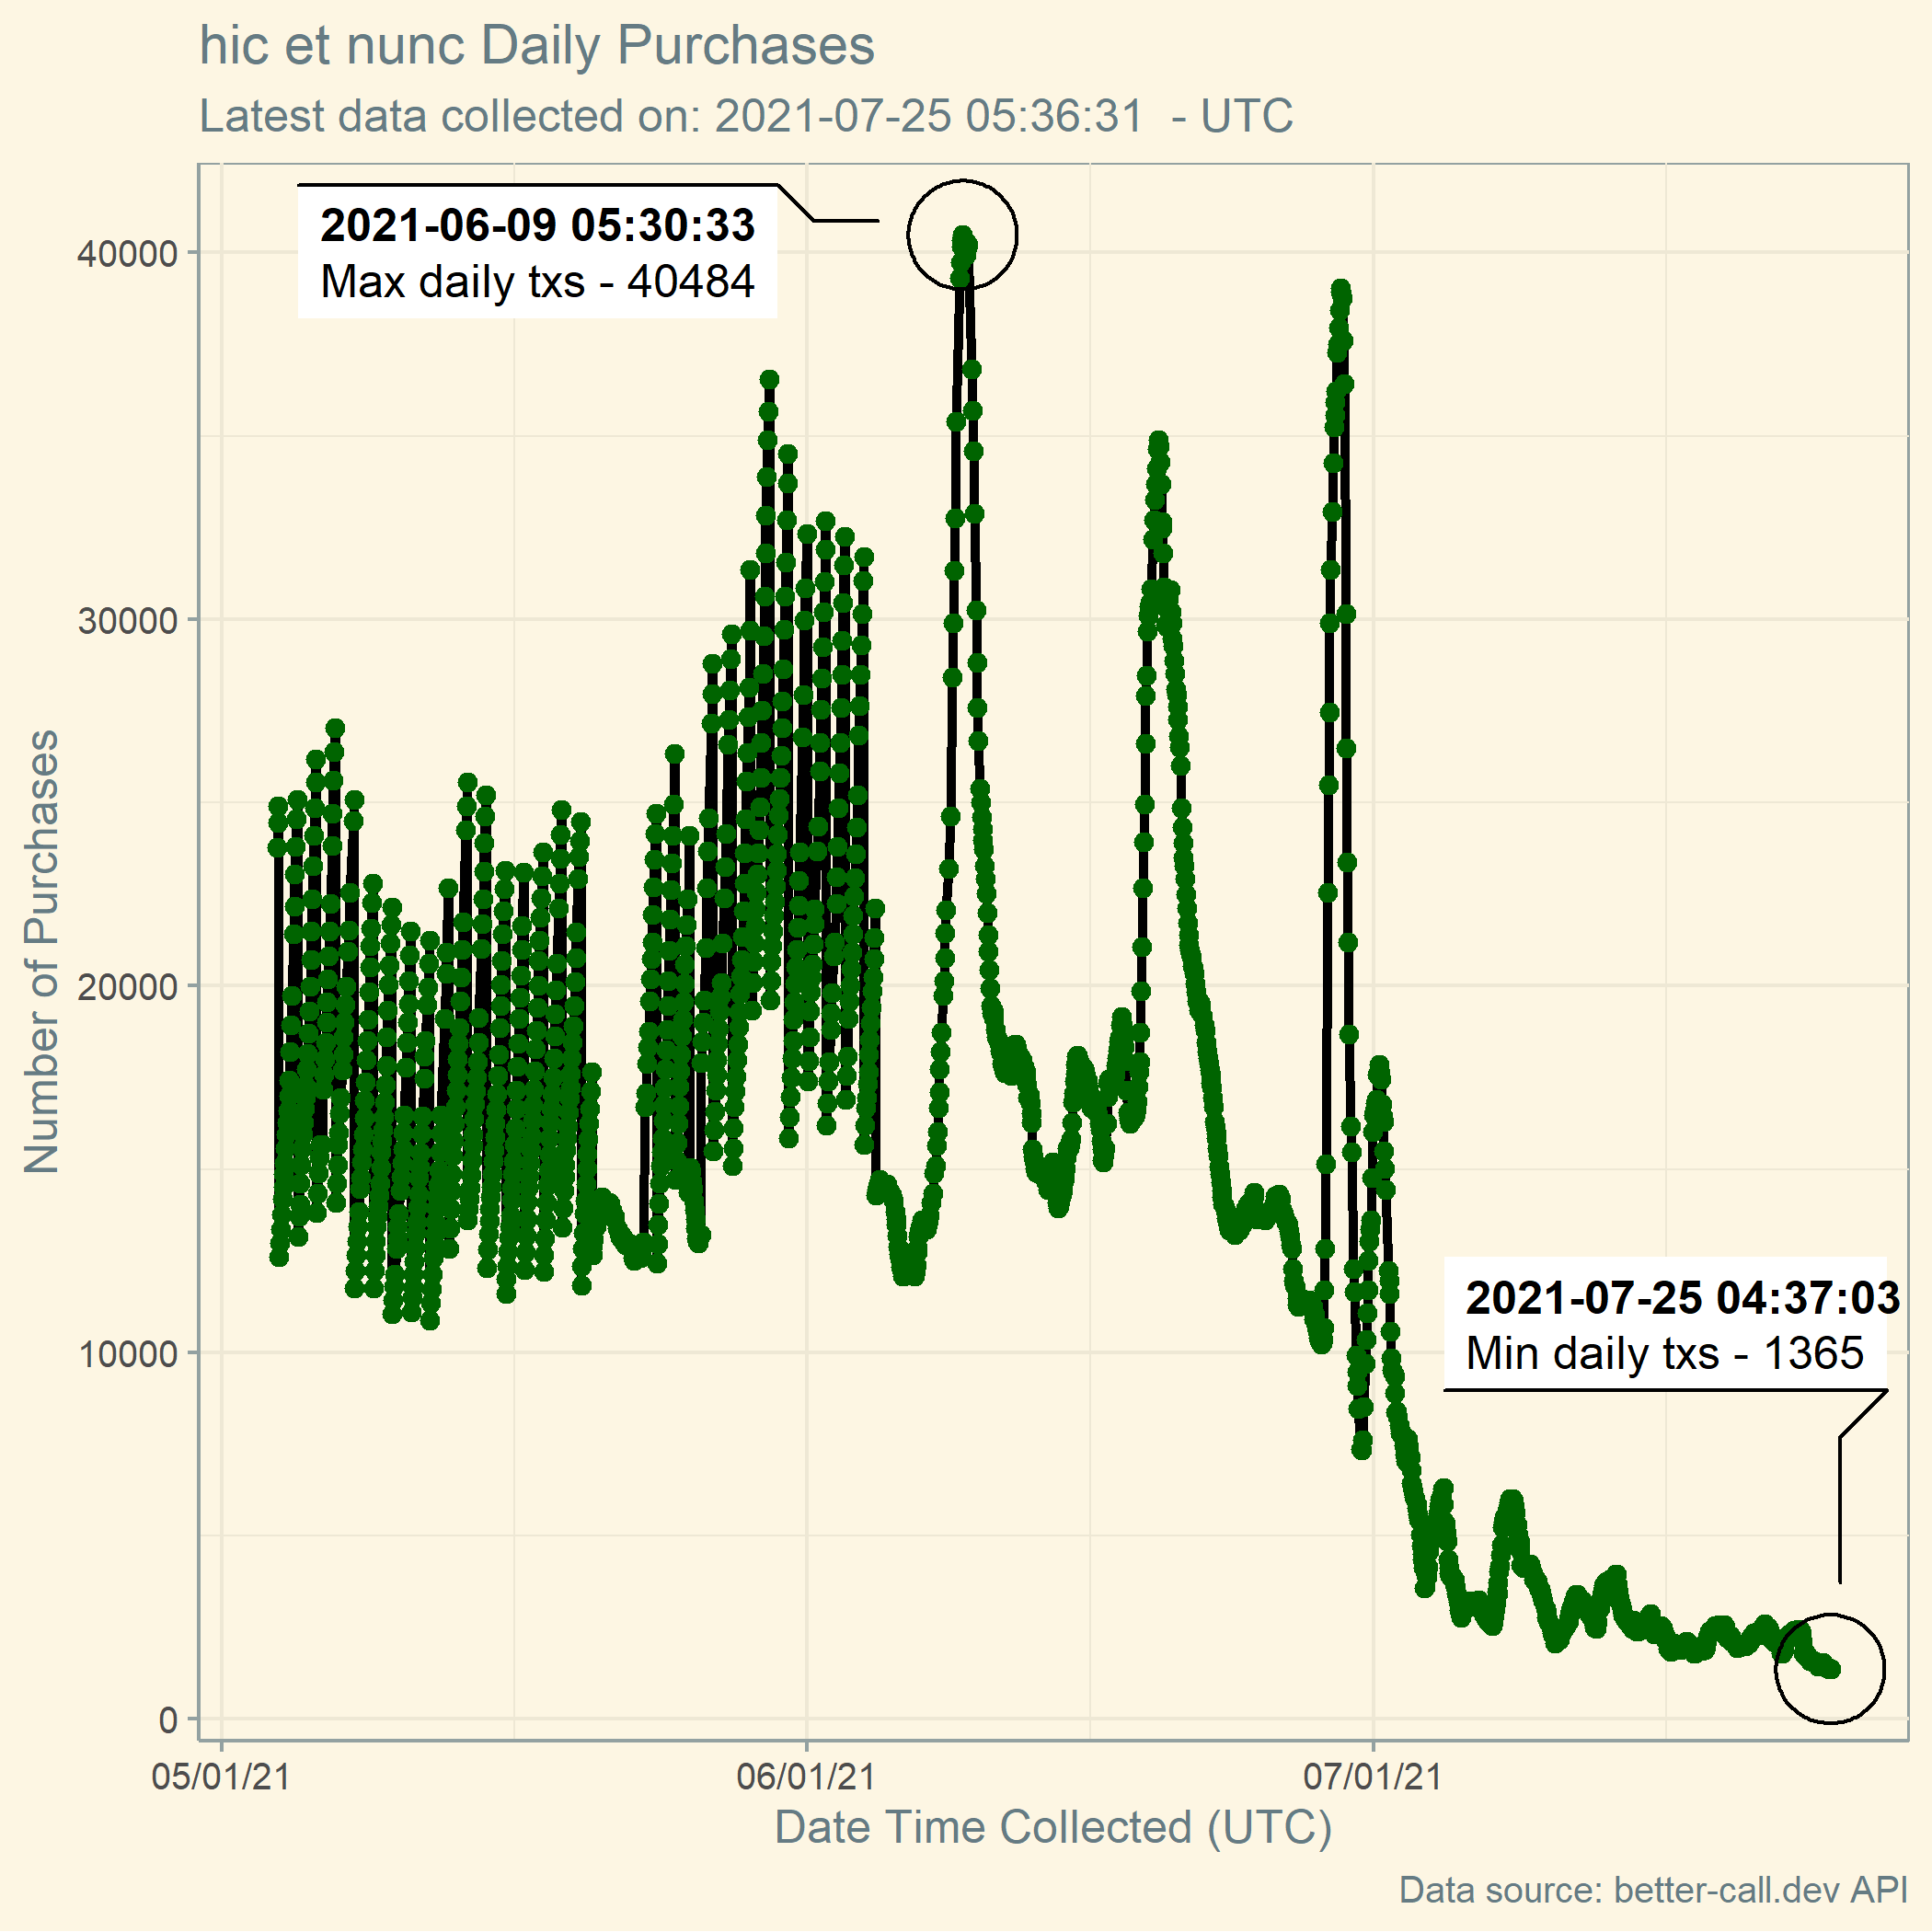 hic et nunc Daily Purchases
Latest data collected on: 2021-07-25 05:36:31  - UTC
2021-06-09 05:30:33
Max daily txs - 40484
40000
30000
20000
10000
0
Number of Purchases
2021-07-25 04:37:03
Min daily txs - 1365
05/01/21
06/01/21
07/01/21
Date Time Collected (UTC)
Data source: better-call.dev API